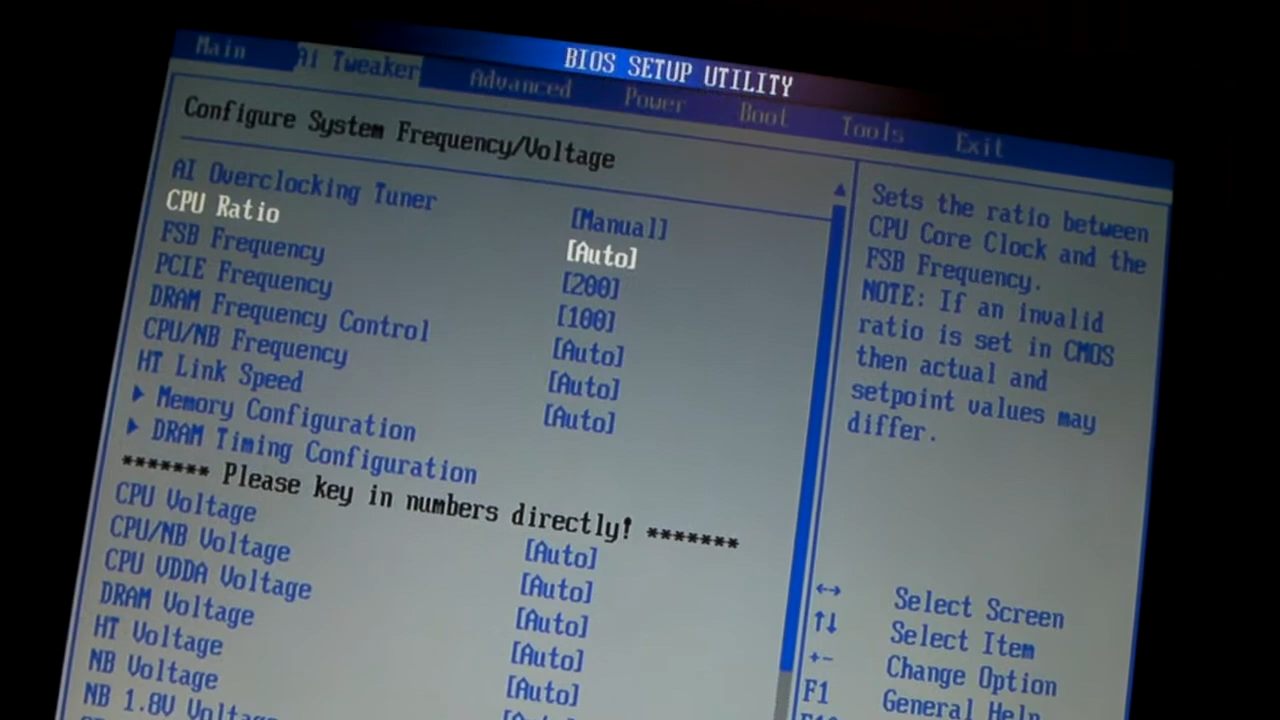 BIOS SETUP UTILITY
Main Ai Tweaker Advanced Power Boot Tools Exit
Configure System Frequency/Voltage
AI Overclocking Tuner [Manual]
CPU Ratio [Auto]
FSB Frequency [200]
PCIE Frequency [100]
DRAM Frequency Control [Auto]
CPU/NB Frequency [Auto]
HT Link Speed [Auto]
Memory Configuration
DRAM Timing Configuration
******* Please key in numbers directly! *******
CPU Voltage [Auto]
CPU/NB Voltage [Auto]
CPU VDDA Voltage [Auto]
DRAM Voltage [Auto]
HT Voltage [Auto]
NB Voltage
NB 1.8V Voltage
Sets the ratio between
CPU Core Clock and the
FSB Frequency.
NOTE: If an invalid
ratio is set in CMOS
then actual and
setpoint values may
differ.
↔ Select Screen
↑↓ Select Item
+- Change Option
F1 General Help